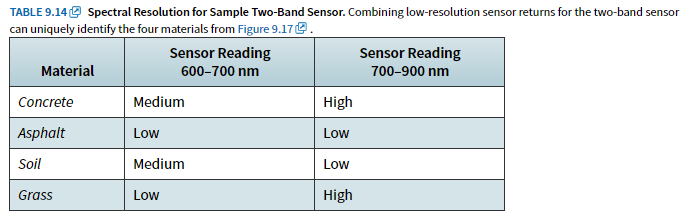 TABLE 9.14 Spectral Resolution for Sample Two-Band Sensor. Combining low-resolution sensor returns for the two-band sensor
can uniquely identify the four materials from Figure 9.17 .
Material
Sensor Reading
600–700 nm
Sensor Reading
700–900 nm
Concrete Medium High
Asphalt Low Low
Soil Medium Low
Grass Low High